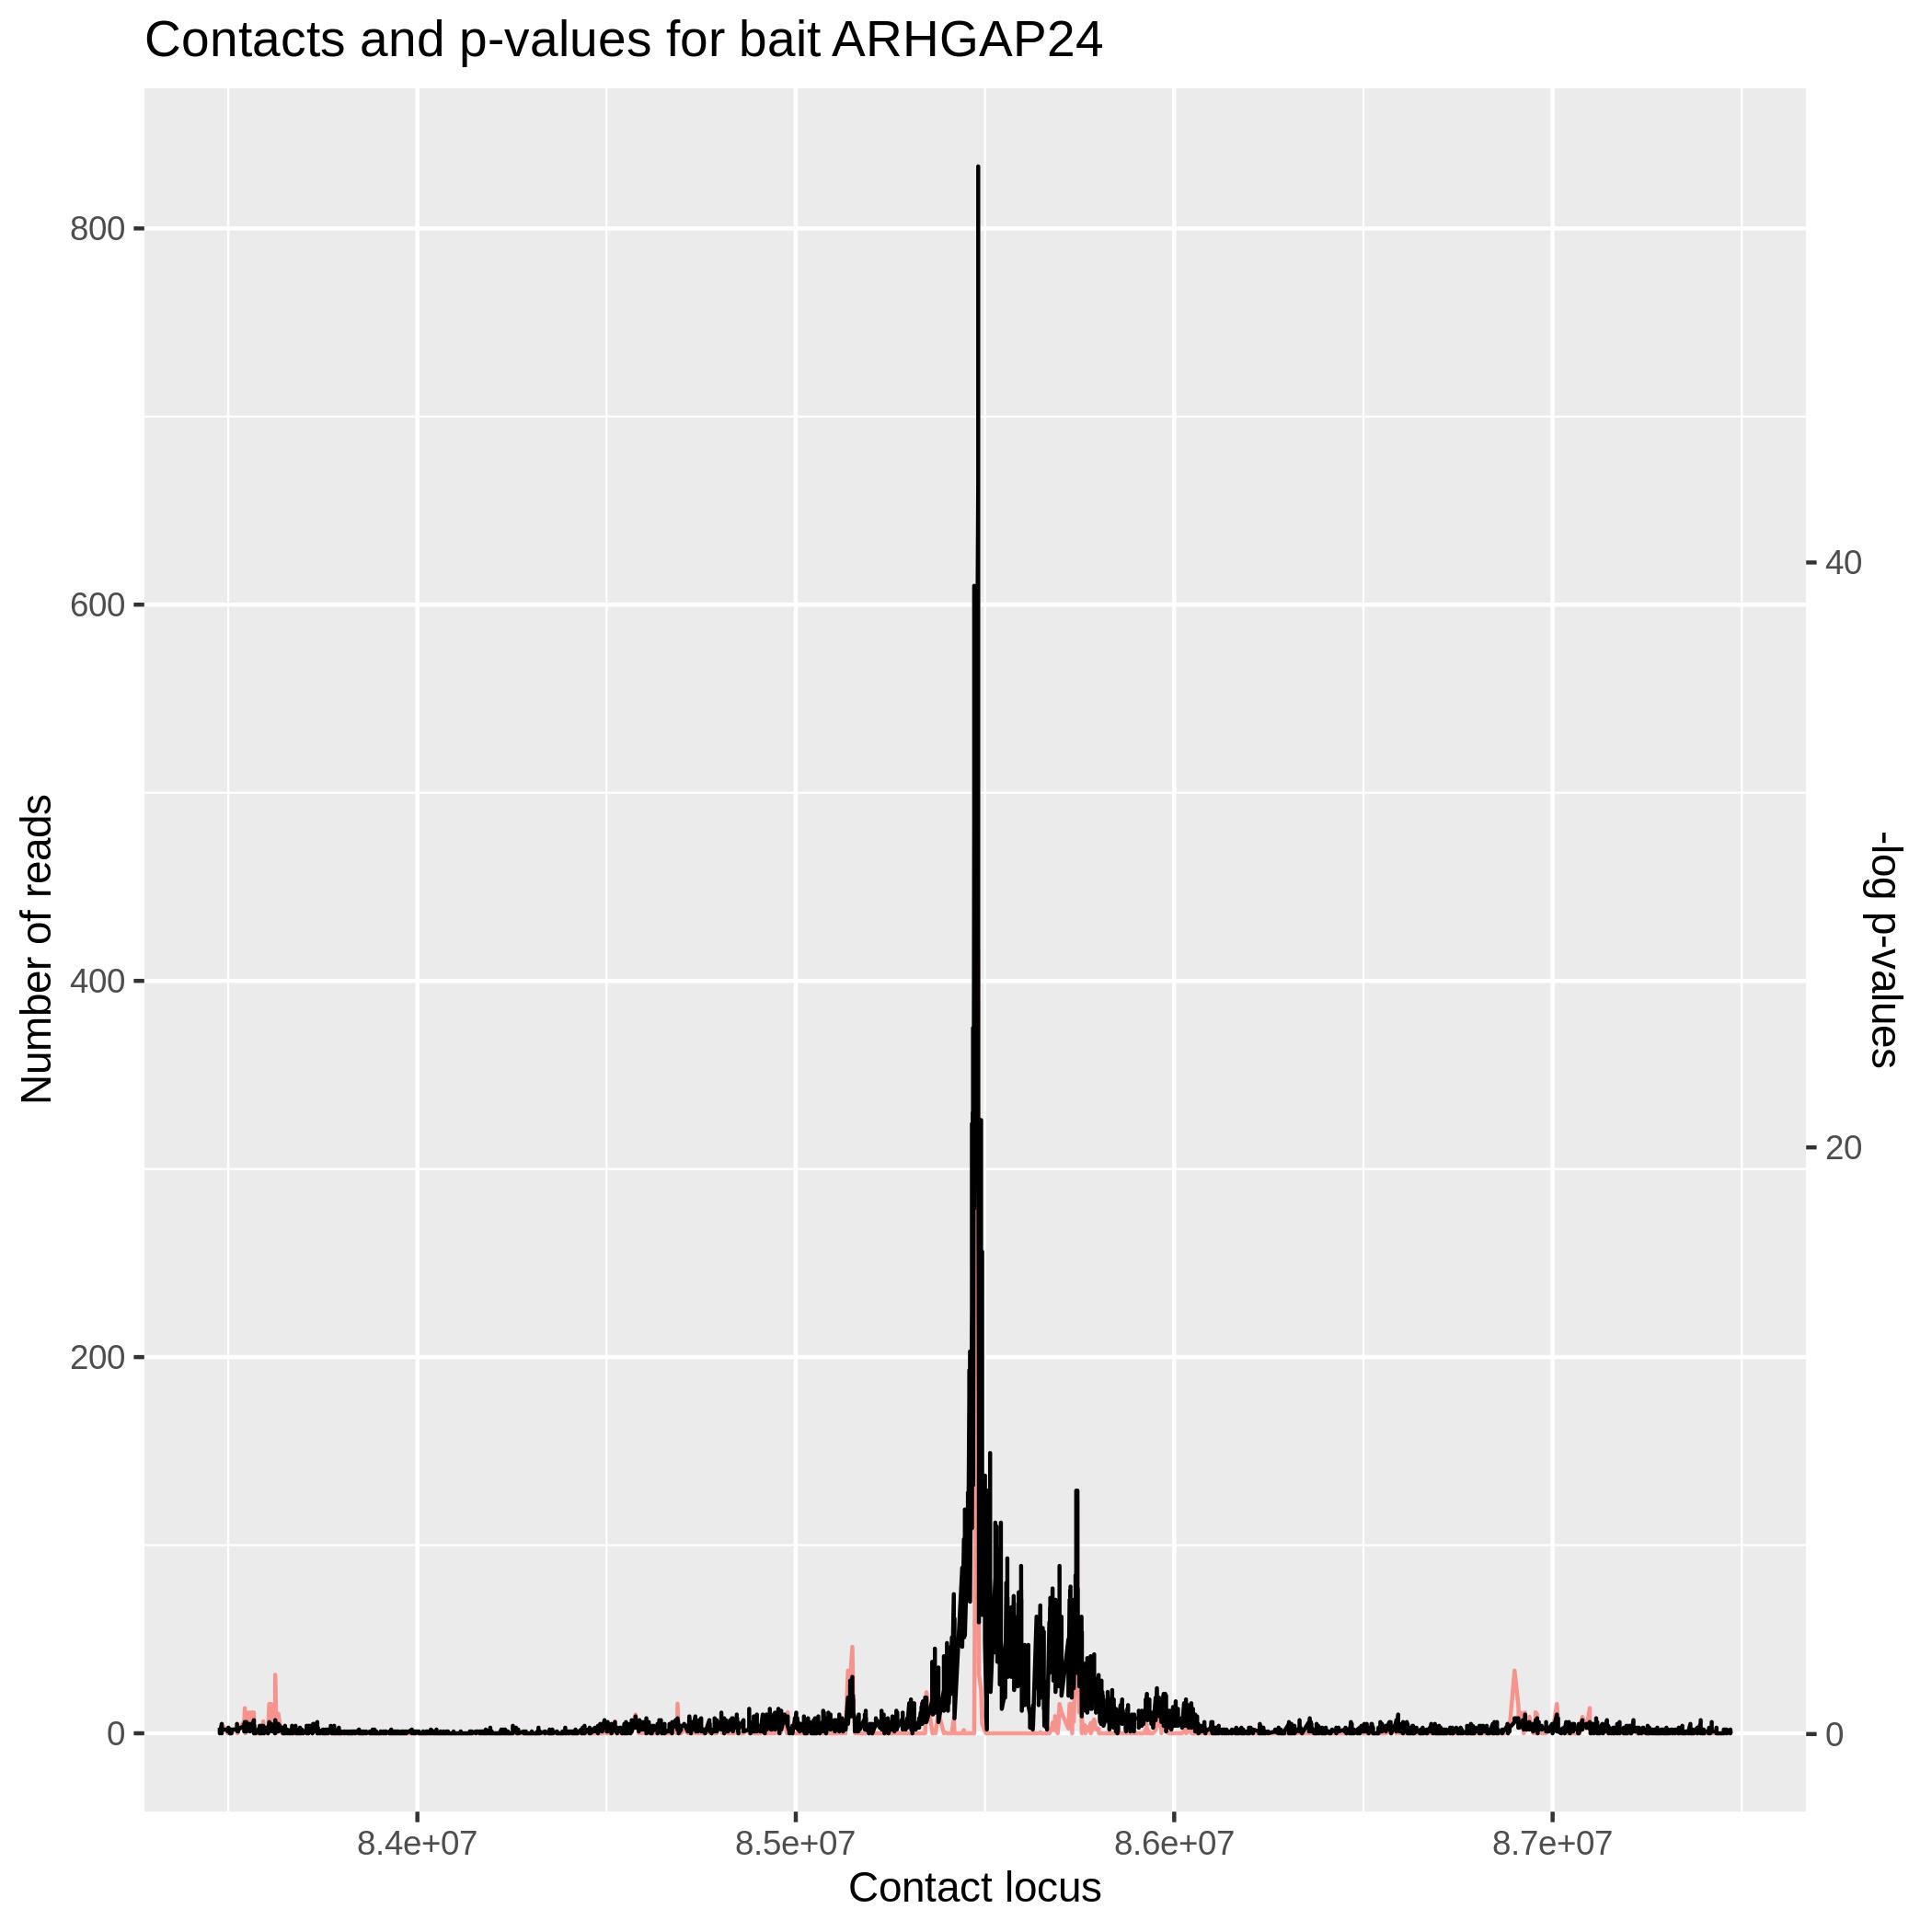 Contacts and p-values for bait ARHGAP24
800
600
400
200
0
Number of reads
40
20
0
-log p-values
8.4e+07
8.5e+07
8.6e+07
8.7e+07
Contact locus